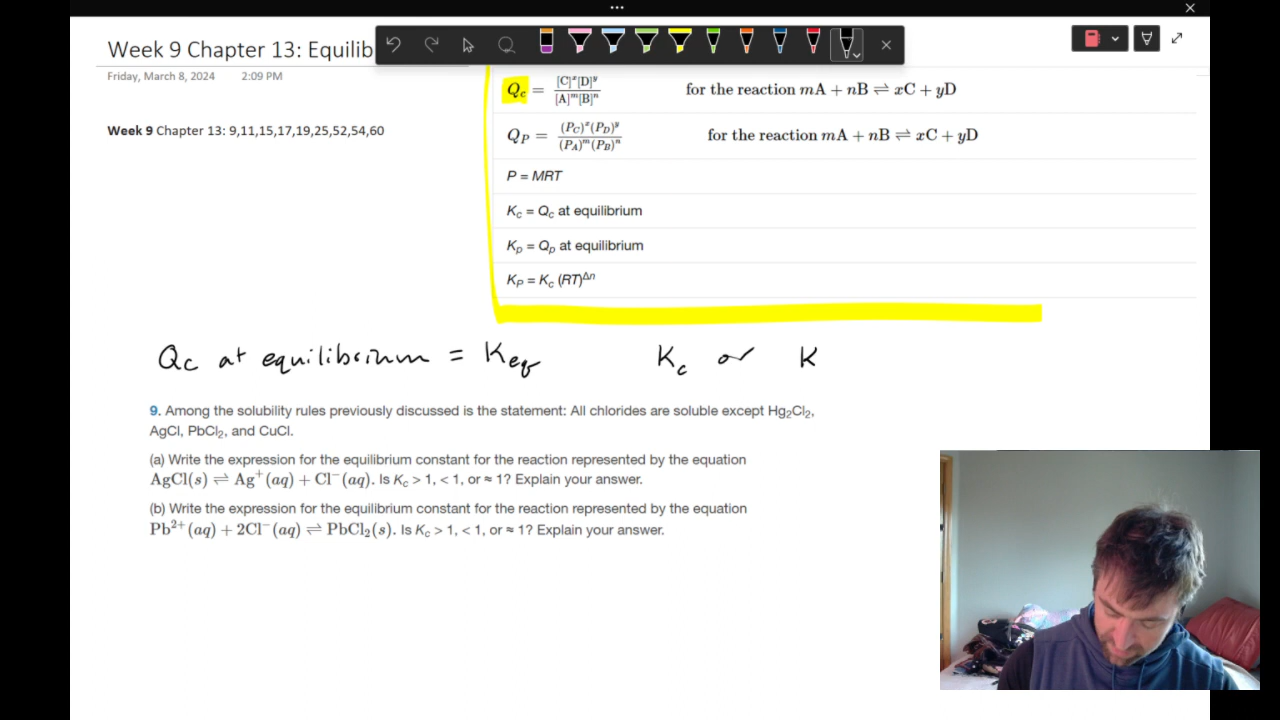 Week 9 Chapter 13: Equilib
Friday, March 8, 2024 2:09 PM
Week 9 Chapter 13: 9,11,15,17,19,25,52,54,60
Qc = [C]ˣ[D]ʸ / [A]ᵐ[B]ⁿ for the reaction mA + nB ⇌ xC + yD
QP = (PC)ˣ(PD)ʸ / (PA)ᵐ(PB)ⁿ for the reaction mA + nB ⇌ xC + yD
P = MRT
Kc = Qc at equilibrium
Kp = Qp at equilibrium
KP = Kc (RT)^Δn
Qc at equilibrium = Keq Kc or K
9. Among the solubility rules previously discussed is the statement: All chlorides are soluble except Hg₂Cl₂,
AgCl, PbCl₂, and CuCl.
(a) Write the expression for the equilibrium constant for the reaction represented by the equation
AgCl(s) ⇌ Ag⁺(aq) + Cl⁻(aq). Is Kc > 1, < 1, or ≈ 1? Explain your answer.
(b) Write the expression for the equilibrium constant for the reaction represented by the equation
Pb²⁺(aq) + 2Cl⁻(aq) ⇌ PbCl₂(s). Is Kc > 1, < 1, or ≈ 1? Explain your answer.